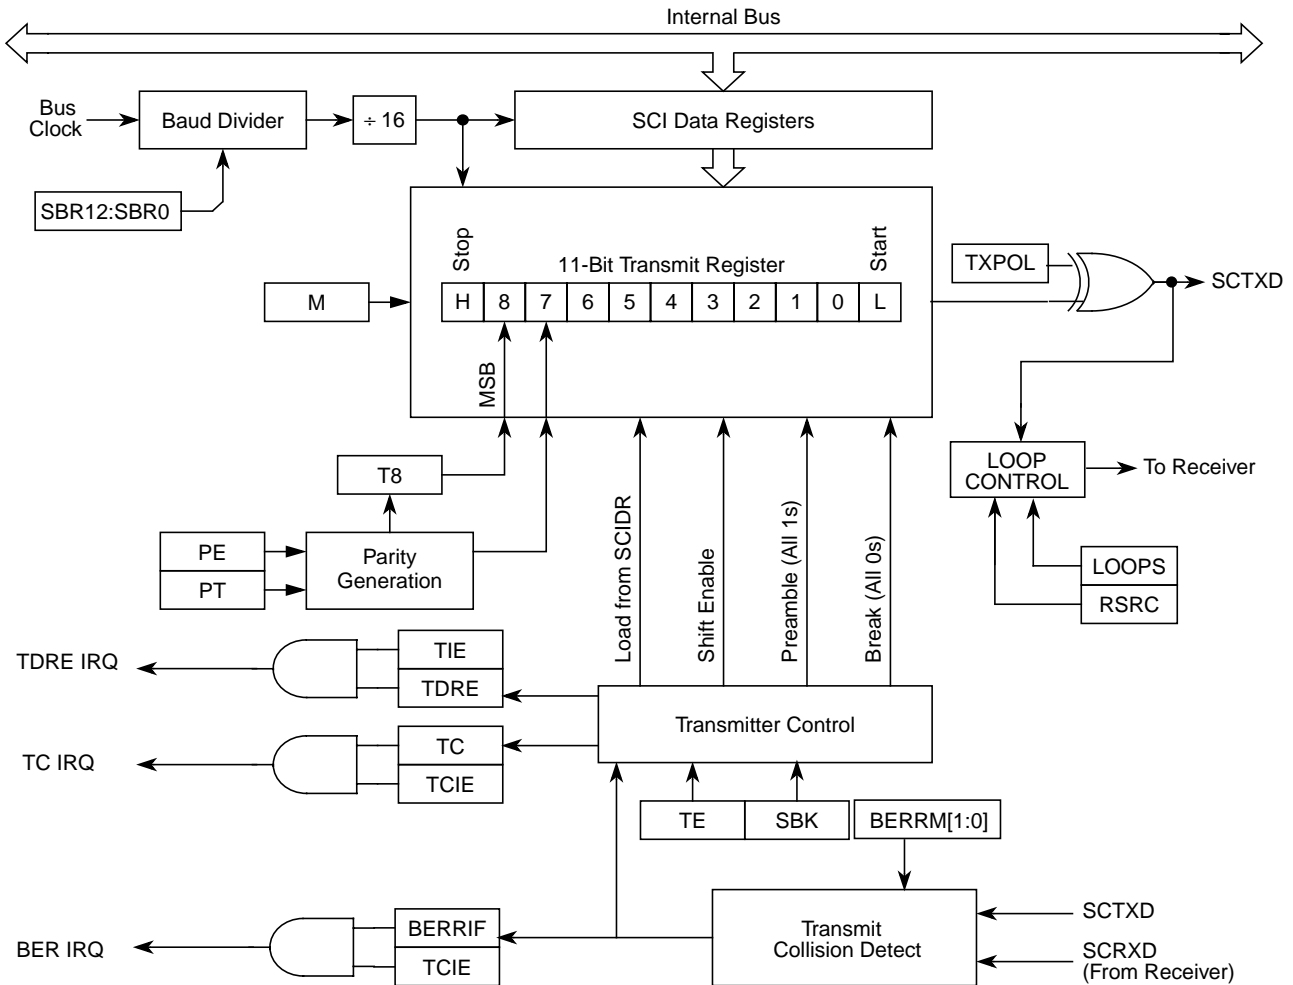 Internal Bus
Bus
Clock
Baud Divider
÷ 16
SCI Data Registers
SBR12:SBR0
Stop
11-Bit Transmit Register
Start
M
H 8 7 6 5 4 3 2 1 0 L
MSB
TXPOL
SCTXD
T8
LOOP
CONTROL
To Receiver
PE
PT
Parity
Generation
Load from SCIDR
Shift Enable
Preamble (All 1s)
Break (All 0s)
LOOPS
RSRC
TDRE IRQ
TIE
TDRE
Transmitter Control
TC IRQ
TC
TCIE
TE
SBK
BERRM[1:0]
BER IRQ
BERRIF
TCIE
Transmit
Collision Detect
SCTXD
SCRXD
(From Receiver)